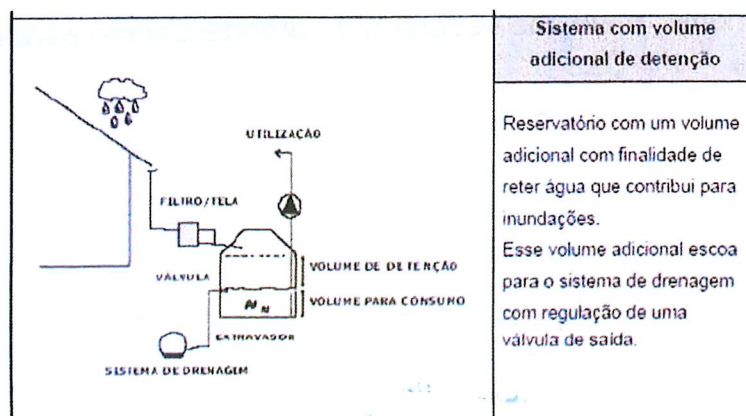 Sistema com volume
adicional de detenção
UTILIZAÇÃO
FILTRO/TELA
VÁLVULA
VOLUME DE DETENÇÃO
VOLUME PARA CONSUMO
EXTRAVASOR
SISTEMA DE DRENAGEM
Reservatório com um volume
adicional com finalidade de
reter água que contribui para
inundações.
Esse volume adicional escoa
para o sistema de drenagem
com regulação de uma
válvula de saída.